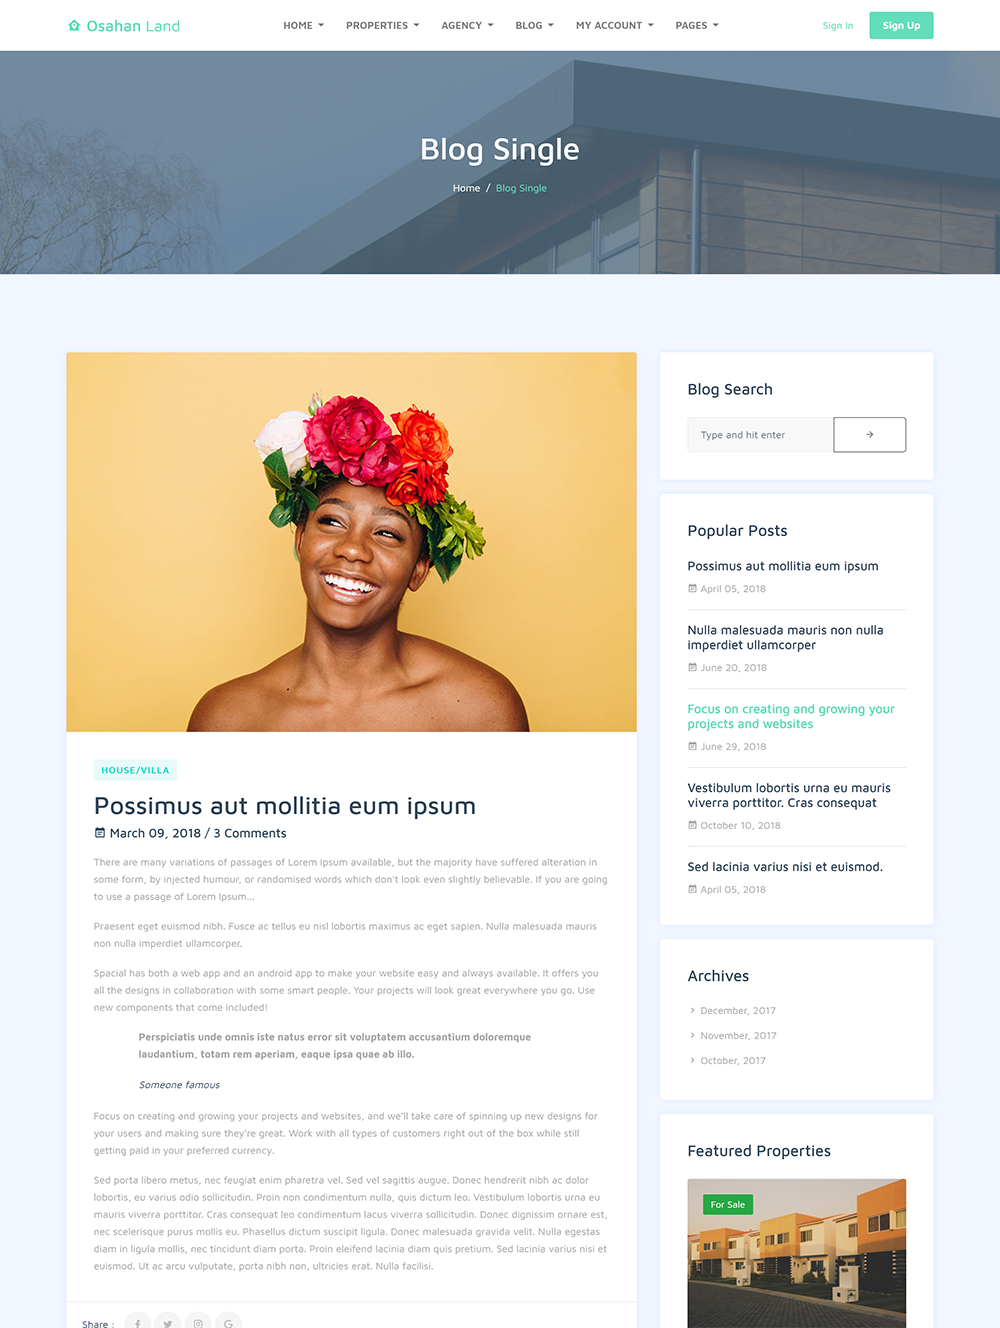 Osahan Land
HOME
PROPERTIES
AGENCY
BLOG
MY ACCOUNT
PAGES
Sign In
Sign Up
Blog Single
Home / Blog Single
HOUSE/VILLA
Possimus aut mollitia eum ipsum
March 09, 2018 / 3 Comments
There are many variations of passages of Lorem Ipsum available, but the majority have suffered alteration in
some form, by injected humour, or randomised words which don't look even slightly believable. If you are going
to use a passage of Lorem Ipsum...
Praesent eget euismod nibh. Fusce ac tellus eu nisl lobortis maximus ac eget sapien. Nulla malesuada mauris
non nulla imperdiet ullamcorper.
Spacial has both a web app and an android app to make your website easy and always available. It offers you
all the designs in collaboration with some smart people. Your projects will look great everywhere you go. Use
new components that come included!
Perspiciatis unde omnis iste natus error sit voluptatem accusantium doloremque
laudantium, totam rem aperiam, eaque ipsa quae ab illo.
Someone famous
Focus on creating and growing your projects and websites, and we'll take care of spinning up new designs for
your users and making sure they're great. Work with all types of customers right out of the box while still
getting paid in your preferred currency.
Sed porta libero metus, nec feugiat enim pharetra vel. Sed vel sagittis augue. Donec hendrerit nibh ac dolor
lobortis, eu varius odio sollicitudin. Proin non condimentum nulla, quis dictum leo. Vestibulum lobortis urna eu
mauris viverra porttitor. Cras consequat leo condimentum lacus viverra sollicitudin. Donec dignissim ornare est,
nec scelerisque purus mollis eu. Phasellus dictum suscipit ligula. Donec malesuada gravida velit. Nulla egestas
diam in ligula mollis, nec tincidunt diam porta. Proin eleifend lacinia diam quis pretium. Sed lacinia varius nisi et
euismod. Ut ac arcu vulputate, porta nibh non, ultricies erat. Nulla facilisi.
Share :
Blog Search
Type and hit enter
Popular Posts
Possimus aut mollitia eum ipsum
April 05, 2018
Nulla malesuada mauris non nulla
imperdiet ullamcorper
June 20, 2018
Focus on creating and growing your
projects and websites
June 29, 2018
Vestibulum lobortis urna eu mauris
viverra porttitor. Cras consequat
October 10, 2018
Sed lacinia varius nisi et euismod.
April 05, 2018
Archives
December, 2017
November, 2017
October, 2017
Featured Properties
For Sale